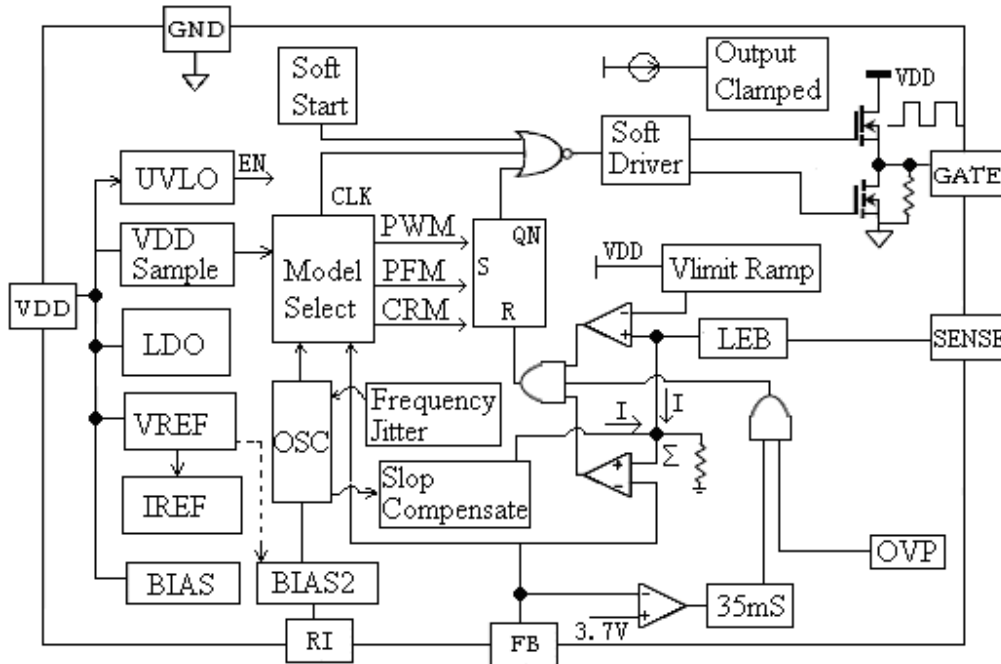 GND
Soft
Start
Output
Clamped
VDD
Soft
Driver
UVLO
EN
GATE
CLK
VDD
Sample
Model
Select
PWM
PFM
CRM
QN
S
R
VDD
Vlimit Ramp
VDD
LDO
-
+
LEB
SENSE
VREF
OSC
Frequency
Jitter
I
I
Σ
IREF
Slop
Compensate
+
-
OVP
BIAS
BIAS2
35mS
-
+
3.7V
RI
FB